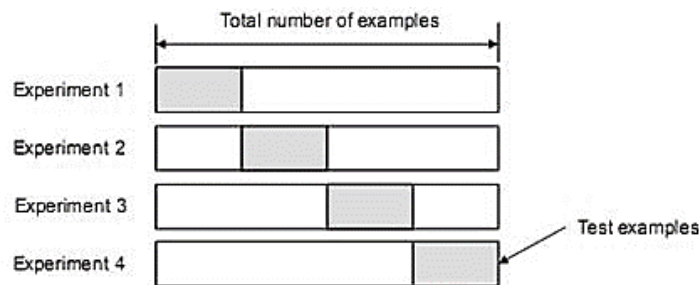 Total number of examples
Experiment 1
Experiment 2
Experiment 3
Test examples
Experiment 4